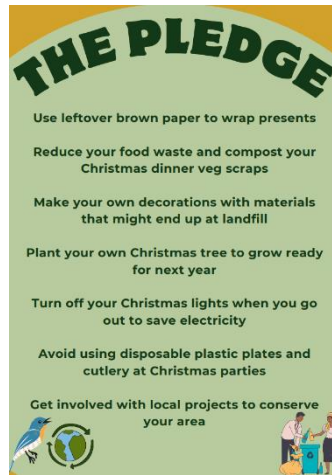 THE PLEDGE
Use leftover brown paper to wrap presents
Reduce your food waste and compost your
Christmas dinner veg scraps
Make your own decorations with materials
that might end up at landfill
Plant your own Christmas tree to grow ready
for next year
Turn off your Christmas lights when you go
out to save electricity
Avoid using disposable plastic plates and
cutlery at Christmas parties
Get involved with local projects to conserve
your area